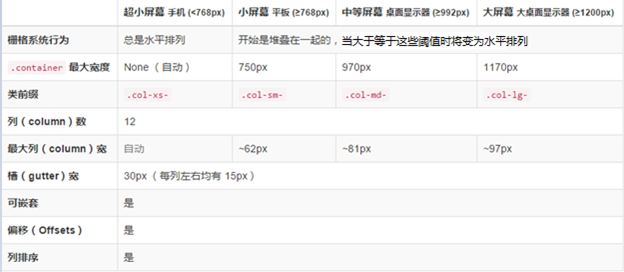 超小屏幕 手机 (<768px) 小屏幕 平板 (≥768px) 中等屏幕 桌面显示器 (≥992px) 大屏幕 大桌面显示器 (≥1200px)
栅格系统行为 总是水平排列 开始是堆叠在一起的，当大于等于这些阈值时将变为水平排列
.container 最大宽度 None （自动） 750px 970px 1170px
类前缀 .col-xs- .col-sm- .col-md- .col-lg-
列（column）数 12
最大列（column）宽 自动 ~62px ~81px ~97px
槽（gutter）宽 30px （每列左右均有 15px）
可嵌套 是
偏移（Offsets） 是
列排序 是